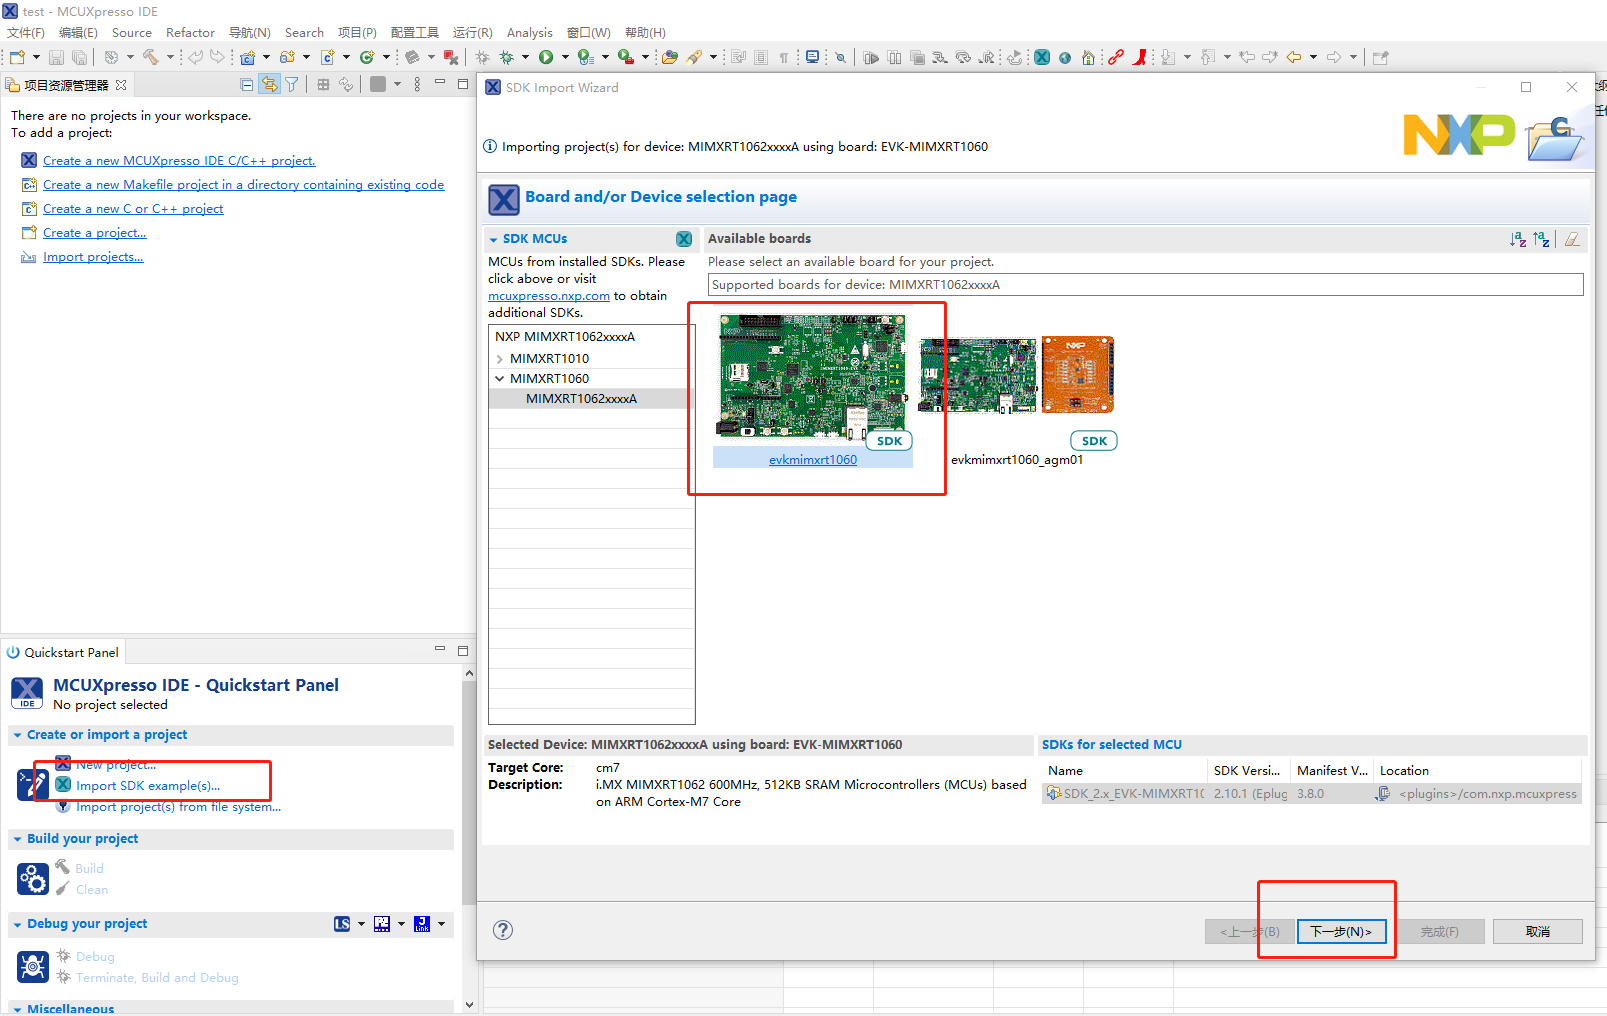 test - MCUXpresso IDE
文件(F) 编辑(E) Source Refactor 导航(N) Search 项目(P) 配置工具 运行(R) Analysis 窗口(W) 帮助(H)
项目资源管理器
There are no projects in your workspace.
To add a project:
Create a new MCUXpresso IDE C/C++ project.
Create a new Makefile project in a directory containing existing code
Create a new C or C++ project
Create a project...
Import projects...
Quickstart Panel
MCUXpresso IDE - Quickstart Panel
No project selected
IDE
Create or import a project
New project...
Import SDK example(s)...
Import project(s) from file system...
Build your project
Build
Clean
Debug your project
LS
Link
Debug
Terminate, Build and Debug
Miscellaneous
SDK Import Wizard
Importing project(s) for device: MIMXRT1062xxxxA using board: EVK-MIMXRT1060
NXP
Board and/or Device selection page
SDK MCUs
MCUs from installed SDKs. Please
click above or visit
mcuxpresso.nxp.com to obtain
additional SDKs.
NXP MIMXRT1062xxxxA
MIMXRT1010
MIMXRT1060
MIMXRT1062xxxxA
Available boards
Please select an available board for your project.
Supported boards for device: MIMXRT1062xxxxA
SDK
evkmimxrt1060
NXP
SDK
evkmimxrt1060_agm01
Selected Device: MIMXRT1062xxxxA using board: EVK-MIMXRT1060
Target Core: cm7
Description: i.MX MIMXRT1062 600MHz, 512KB SRAM Microcontrollers (MCUs) based
on ARM Cortex-M7 Core
SDKs for selected MCU
Name SDK Versi... Manifest V... Location
SDK_2.x_EVK-MIMXRT1 2.10.1 (Eplug 3.8.0 <plugins>/com.nxp.mcuxpress
<上一步(B) 下一步(N)> 完成(F) 取消